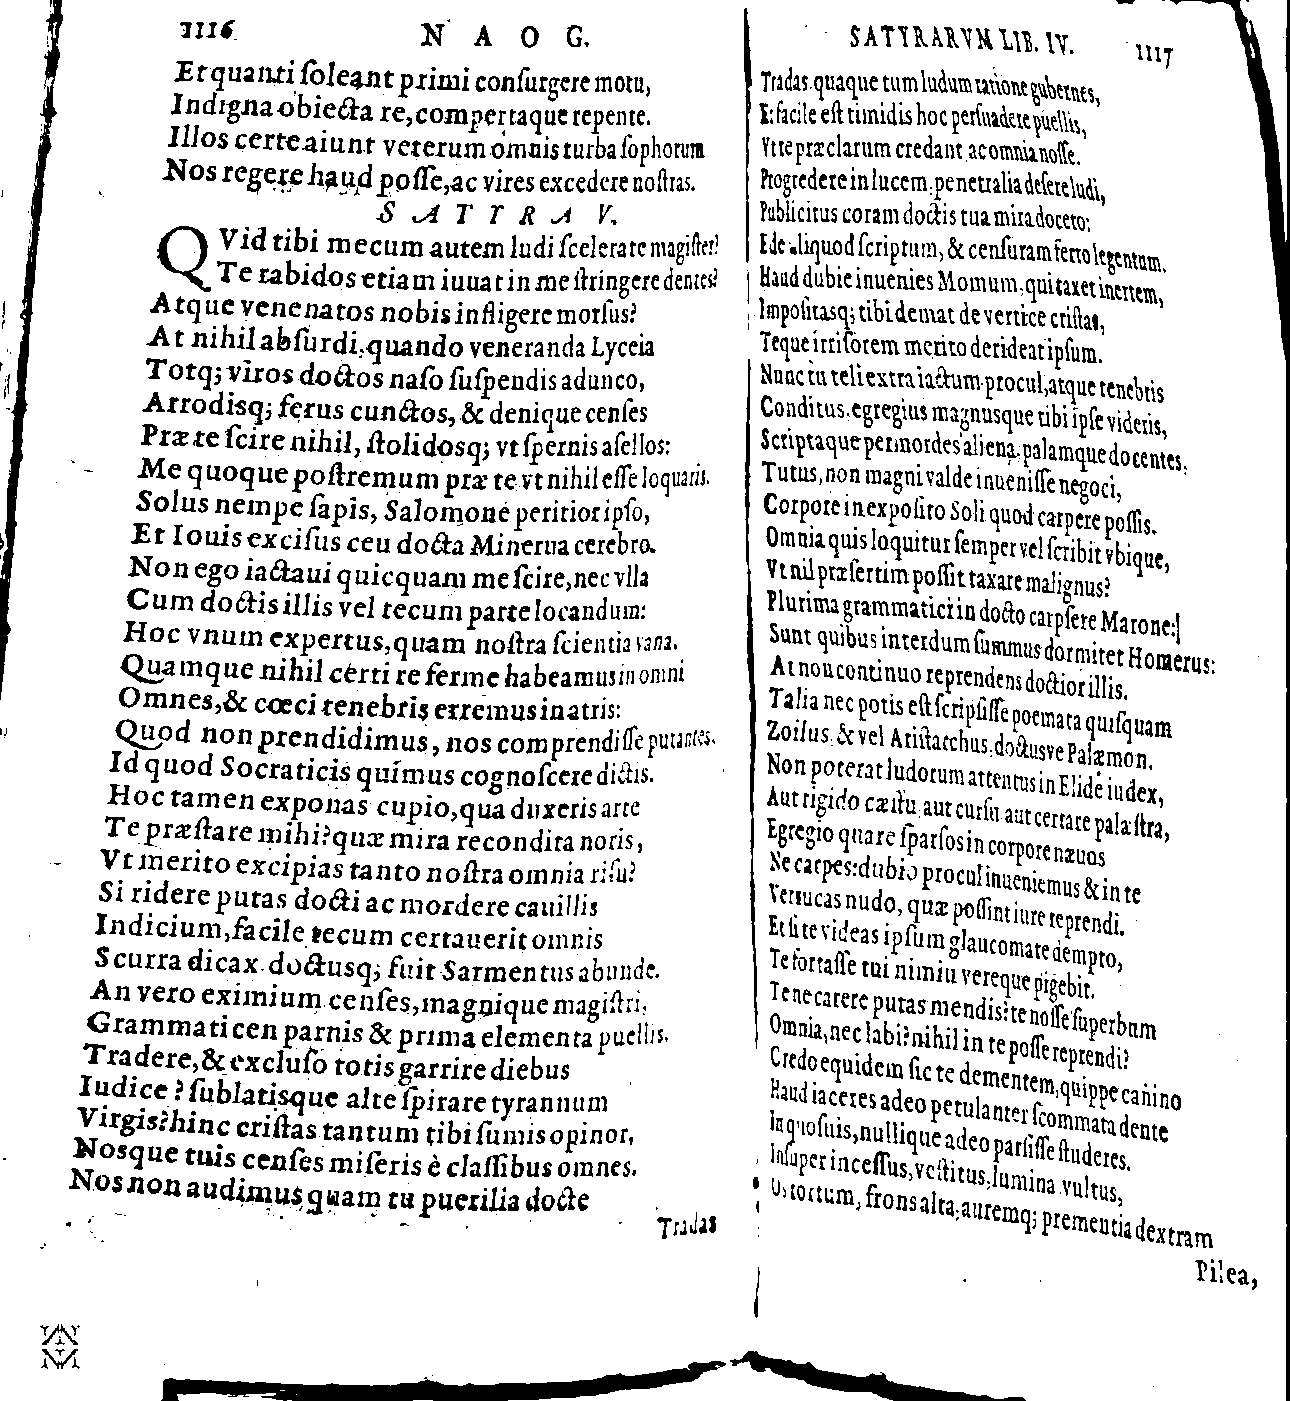 1116 NAOG.
Et quanti ſoleant primi conſurgere motu,
Indigna obiecta re, compertaque repente.
Illos certe aiunt veterum omnis turba ſophorum
Nos regere haud poſſe, ac vires excedere noſtras.
SATYRA V.
QVid tibi mecum autem ludi ſcelerate magiſter?
Te rabidos etiam iuuat in me ſtringere dentes?
Atque venenatos nobis infligere morſus?
At nihil abſurdi, quando veneranda Lyceia
Totq; viros doctos naſo ſuſpendis adunco,
Arrodisq; ferus cunctos, & denique cenſes
Præ te ſcire nihil, ſtolidosq; vt ſpernis aſellos:
Me quoque poſtremum præ te vt nihil eſſe loquaris.
Solus nempe ſapis, Salomone peritior ipſo,
Et Iouis exciſus ceu docta Minerua cerebro.
Non ego iactaui quicquam me ſcire, nec vlla
Cum doctis illis vel tecum parte locandum:
Hoc vnum expertus, quam noſtra ſcientia vana.
Quamque nihil certi re ferme habeamus in omni
Omnes, & cœci tenebris erremus in atris:
Quod non prendidimus, nos comprendiſſe putantes.
Id quod Socraticis quimus cognoſcere dictis.
Hoc tamen exponas cupio, qua duxeris arte
Te præſtare mihi? quæ mira recondita noris,
Vt merito excipias tanto noſtra omnia riſu?
Si ridere putas docti ac mordere cauillis
Indicium, facile tecum certauerit omnis
Scurra dicax. doctusq; fuit Sarmentus abunde.
An vero eximium cenſes, magnique magiſtri,
Grammaticen parnis & prima elementa puellis.
Tradere, & excluſo totis garrire diebus
Iudice? ſublatisque alte ſpirare tyrannum
Virgis? hinc criſtas tantum tibi ſumis opinor,
Nosque tuis cenſes miſeris è claſſibus omnes.
Nos non audimus quam tu puerilia docte
Tradas
SATYRARVM LIB. IV. 1117
Tradas. quaque tum ludum ratione gubernes,
Et facile eſt timidis hoc perſuadere puellis,
Vt te præclarum credant, ac omnia noſſe.
Progredere in lucem, penetralia deſere ludi,
Publicitus coram doctis tua mira doceto:
Ede aliquod ſcriptum, & cenſuram ferto legentum.
Haud dubie inuenies Momum, qui taxet inertem,
Impoſitasq; tibi demat de vertice criſtas,
Teque irriſorem merito derideat ipſum.
Nunc tu teli extra iactum procul, atque tenebris
Conditus, egregius magnusque tibi ipſe videris,
Scriptaque permordes aliena, palamque docentes,
Tutus, non magni valde inueniſſe negoci,
Corpore in expoſito Soli quod carpere poſſis.
Omnia quis loquitur ſemper vel ſcribit vbique,
Vt nil præſertim poſſit taxare malignus?
Plurima grammatici in docto carpſere Marone:
Sunt quibus interdum ſummus dormitet Homerus:
At non continuo reprendens doctior illis.
Talia nec potis eſt ſcripſiſſe poemata quiſquam
Zoilus, & vel Ariſtarchus, doctusve Palæmon.
Non poterat ludorum attentus in Elide iudex,
Aut rigido cæſtu aut curſu aut certare palæſtra,
Egregio quare ſparſos in corpore næuos
Ne carpes: dubio procul inueniemus & in te
Verrucas nudo, quæ poſſint iure reprendi.
Et ſi te videas ipſum glaucomate dempto,
Te fortaſſe tui nimiu vereque pigebit.
Tene carere putas mendis? te noſſe ſuperbum
Omnia, nec labi? nihil in te poſſe reprendi?
Credo equidem ſic te dementem, quippe canino
Haud iaceres adeo petulanter ſcommata dente
In quoſuis, nullique adeo parſiſſe ſtuderes.
Inſuper inceſſus, veſtitus, lumina vultus,
tortum, frons alta, auremq; prementia dextram
Pilea,